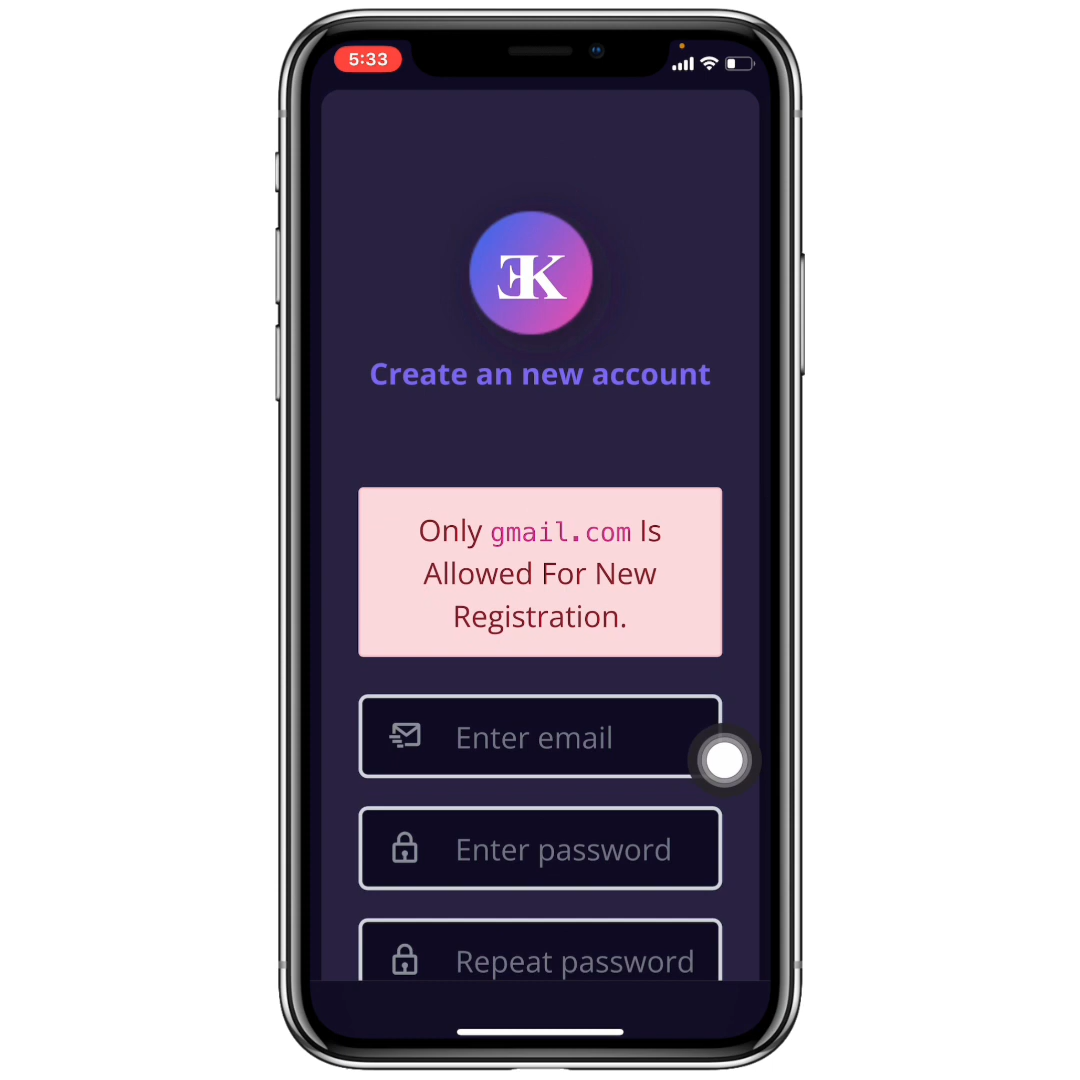 5:33
ƎK
Create an new account
Only gmail.com Is
Allowed For New
Registration.
Enter email
Enter password
Repeat password